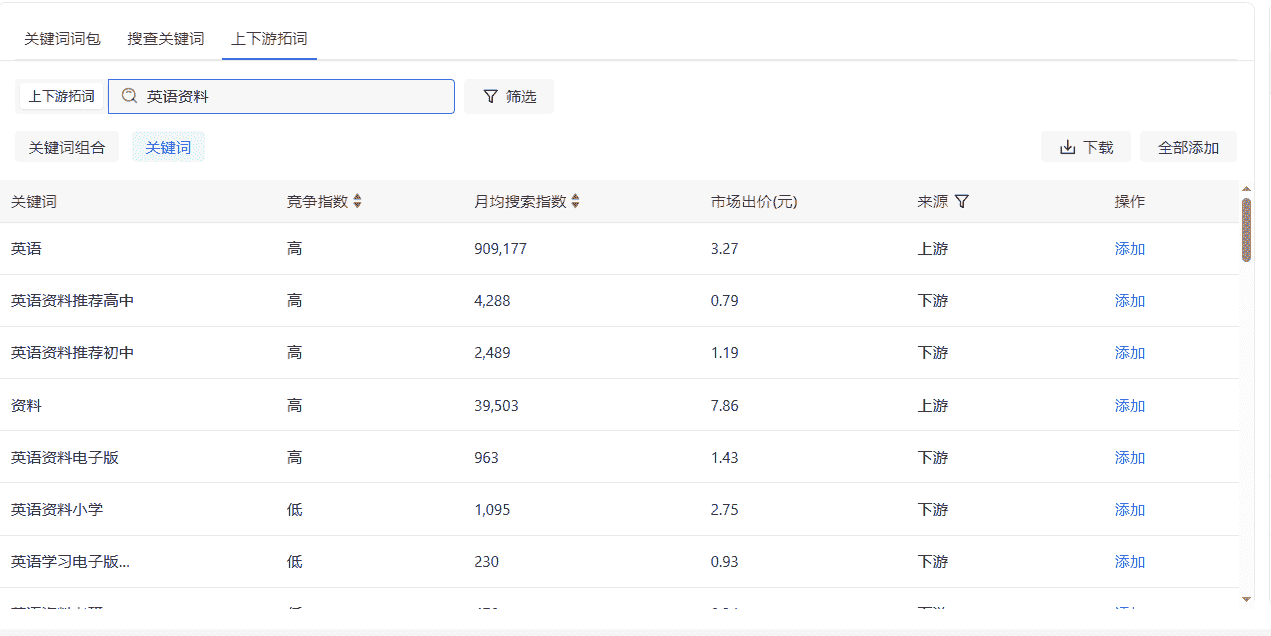 关键词词包 搜查关键词 上下游拓词
上下游拓词 英语资料 筛选
关键词组合 关键词 下载 全部添加
关键词 竞争指数 月均搜索指数 市场出价(元) 来源 操作
英语 高 909,177 3.27 上游 添加
英语资料推荐高中 高 4,288 0.79 下游 添加
英语资料推荐初中 高 2,489 1.19 下游 添加
资料 高 39,503 7.86 上游 添加
英语资料电子版 高 963 1.43 下游 添加
英语资料小学 低 1,095 2.75 下游 添加
英语学习电子版... 低 230 0.93 下游 添加